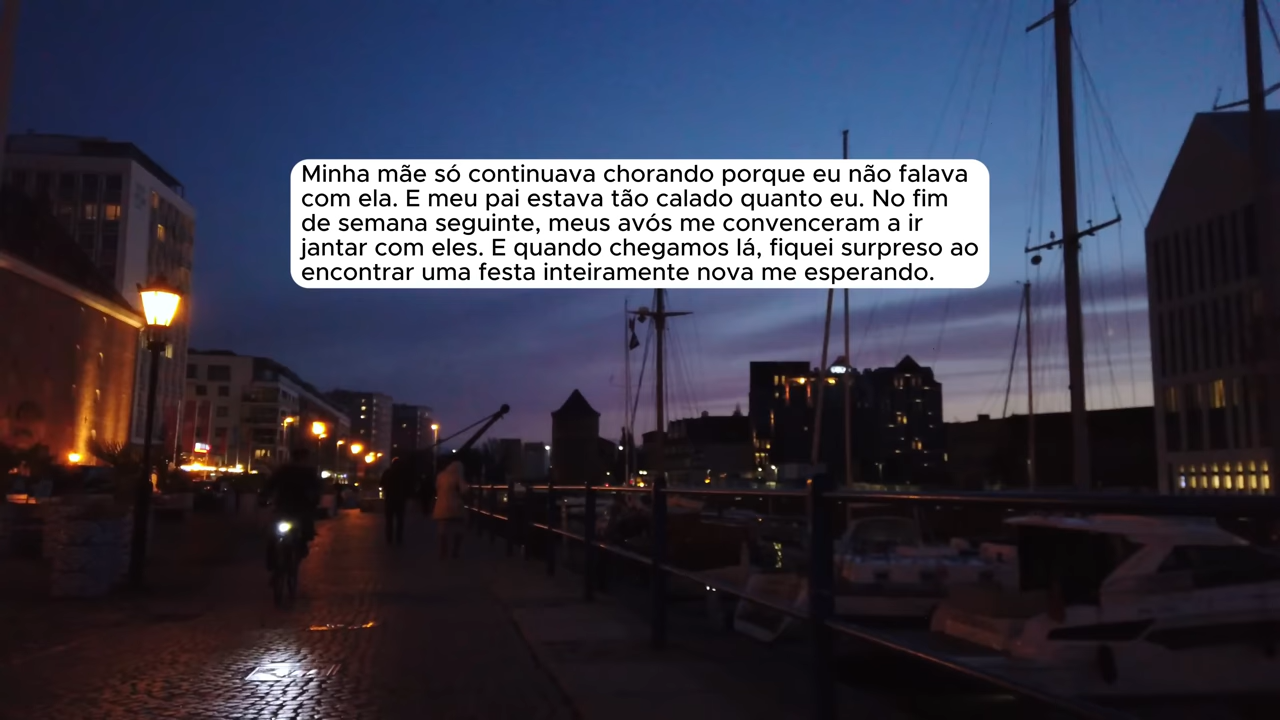 Minha mãe só continuava chorando porque eu não falava
com ela. E meu pai estava tão calado quanto eu. No fim
de semana seguinte, meus avós me convenceram a ir
jantar com eles. E quando chegamos lá, fiquei surpreso ao
encontrar uma festa inteiramente nova me esperando.